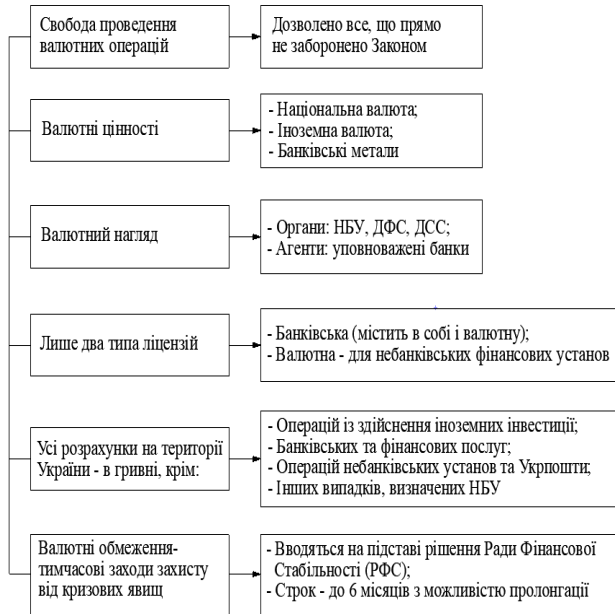 Свобода проведення
валютних операцій
Дозволено все, що прямо
не заборонено Законом
Валютні цінності
- Національна валюта;
- Іноземна валюта;
- Банківські метали
Валютний нагляд
- Органи: НБУ, ДФС, ДСС;
- Агенти: уповноважені банки
Лише два типа ліцензій
- Банківська (містить в собі і валютну);
- Валютна - для небанківських фінансових установ
Усі розрахунки на території
України - в гривні, крім:
- Операцій із здійснення іноземних інвестиції;
- Банківських та фінансових послуг;
- Операцій небанківських установ та Укрпошти;
- Інших випадків, визначених НБУ
Валютні обмеження-
тимчасові заходи захисту
від кризових явищ
- Вводяться на підставі рішення Ради Фінансової
Стабільності (РФС);
- Строк - до 6 місяців з можливістю пролонгації